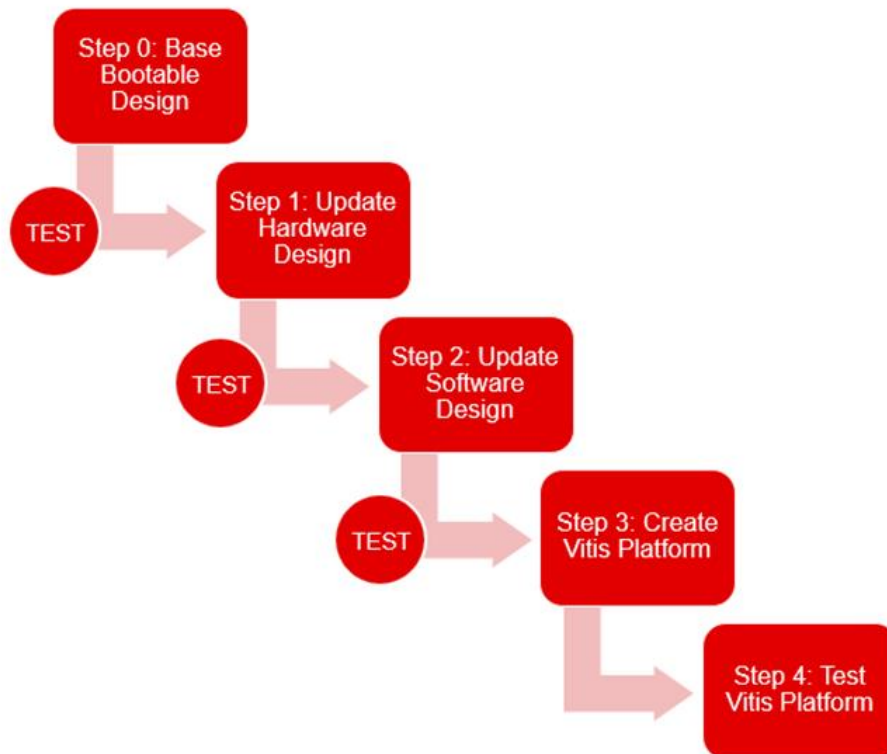 Step 0: Base
Bootable
Design
TEST
Step 1: Update
Hardware
Design
TEST
Step 2: Update
Software
Design
TEST
Step 3: Create
Vitis Platform
Step 4: Test
Vitis Platform